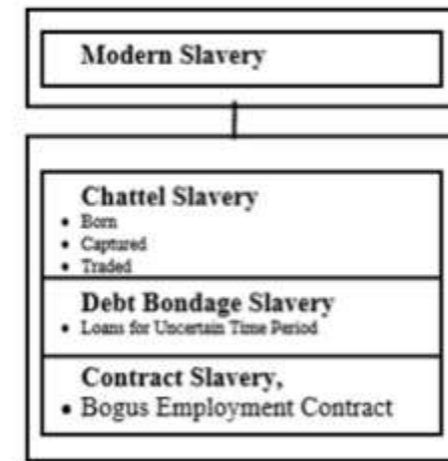 Modern Slavery
Chattel Slavery
• Born
• Captured
• Traded
Debt Bondage Slavery
• Loans for Uncertain Time Period
Contract Slavery,
• Bogus Employment Contract